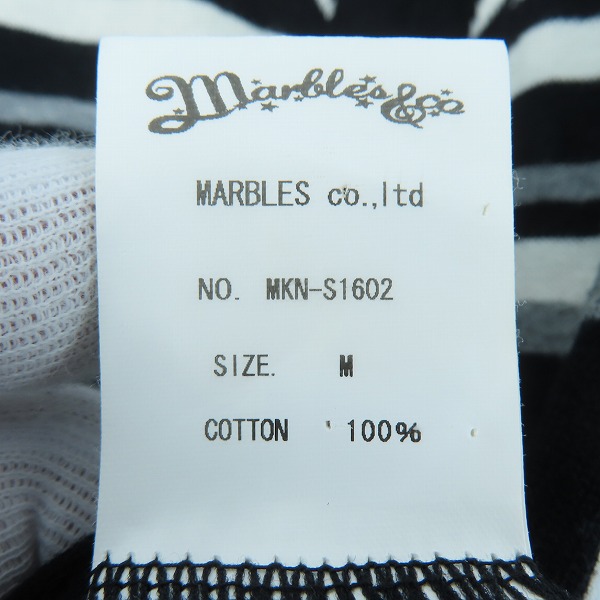 Marbles&co
MARBLES co.,ltd
NO. MKN-S1602
SIZE. M
COTTON 100%